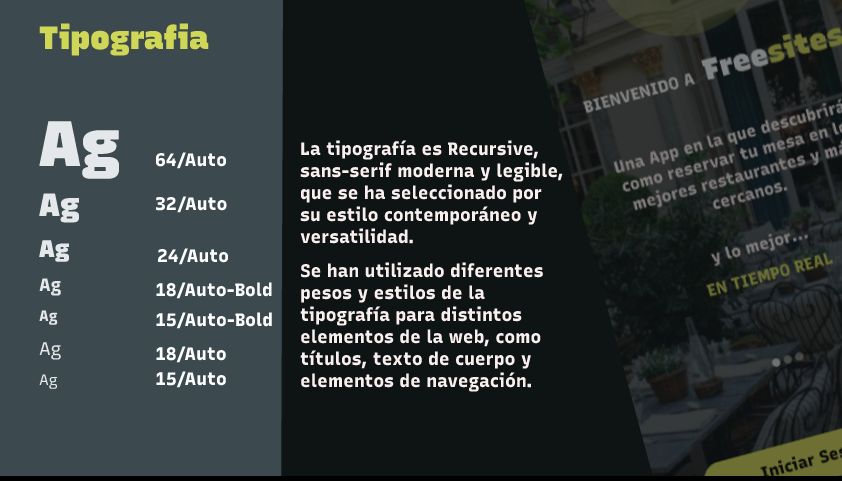 Tipografia
Ag
64/Auto
Ag
32/Auto
Ag
24/Auto
Ag
18/Auto-Bold
Ag
15/Auto-Bold
Ag
18/Auto
Ag
15/Auto
La tipografía es Recursive,
sans-serif moderna y legible,
que se ha seleccionado por
su estilo contemporáneo y
versatilidad.
Se han utilizado diferentes
pesos y estilos de la
tipografía para distintos
elementos de la web, como
títulos, texto de cuerpo y
elementos de navegación.
BIENVENIDO A Freesites
Una App en la que descubrirá
como reservar tu mesa en
mejores restaurantes y
cercanos.
y lo mejor...
EN TIEMPO REAL
Iniciar